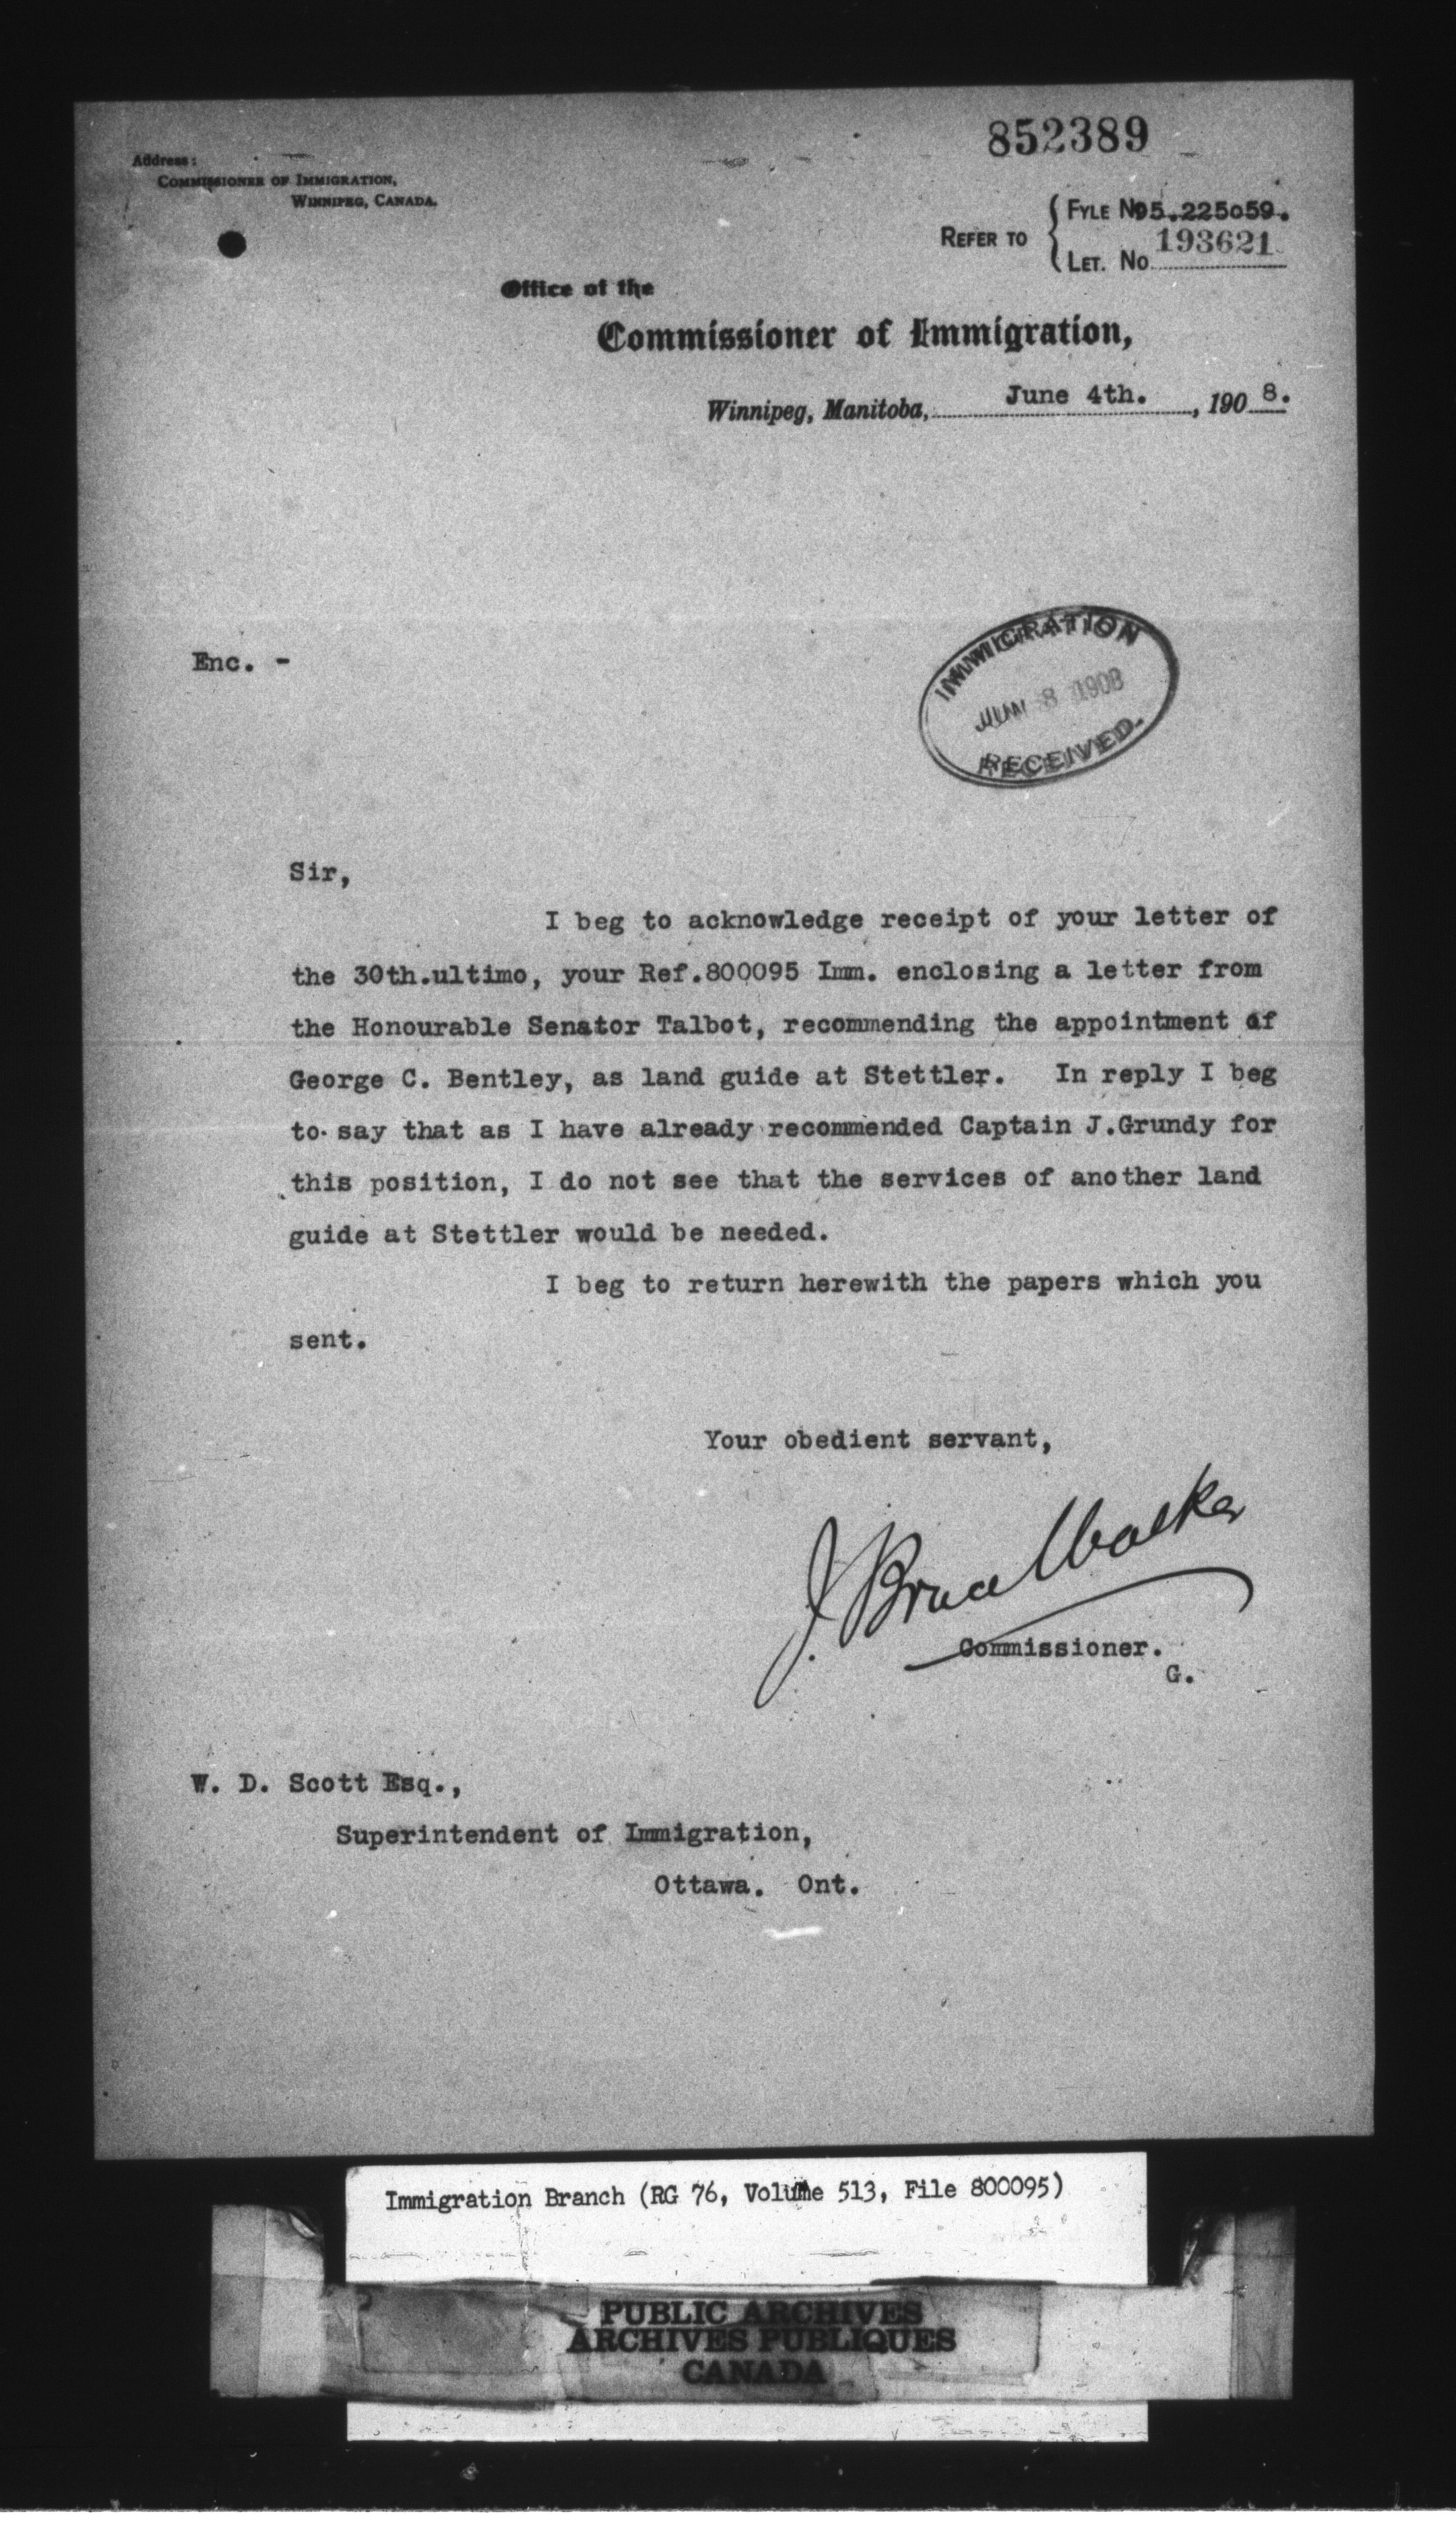 852389
Address:
COMMISSIONER OF IMMIGRATION,
WINNIPEG, CANADA.
REFER TO
FYLE No 95.225059.
LET. No. 193621
Office of the
Commissioner of Immigration,
Winnipeg, Manitoba, June 4th. , 190 8.
Enc. -
IMMIGRATION
JUN 8 1908
RECEIVED.
Sir,
I beg to acknowledge receipt of your letter of
the 30th.ultimo, your Ref.800095 Imm. enclosing a letter from
the Honourable Senator Talbot, recommending the appointment of
George C. Bentley, as land guide at Stettler. In reply I beg
to say that as I have already recommended Captain J.Grundy for
this position, I do not see that the services of another land
guide at Stettler would be needed.
I beg to return herewith the papers which you
sent.
Your obedient servant,
J. Bruce Walker
Commissioner.
G.
W. D. Scott Esq.,
Superintendent of Immigration,
Ottawa. Ont.
Immigration Branch (RG 76, Volume 513, File 800095)
PUBLIC ARCHIVES
ARCHIVES PUBLIQUES
CANADA